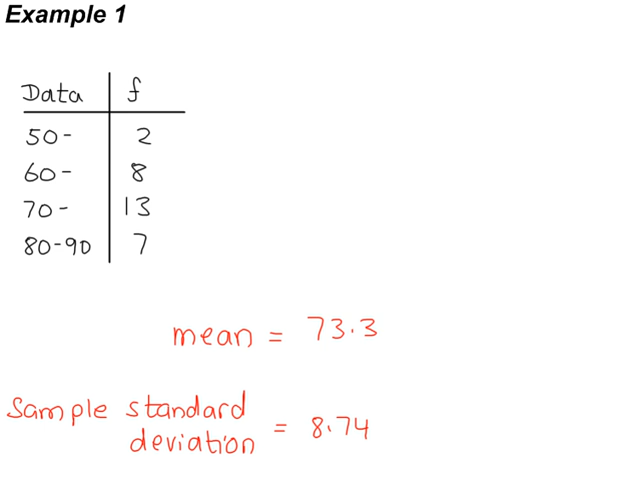 Example 1
Data f
50- 2
60- 8
70- 13
80-90 7
mean = 73.3
Sample standard
deviation = 8.74